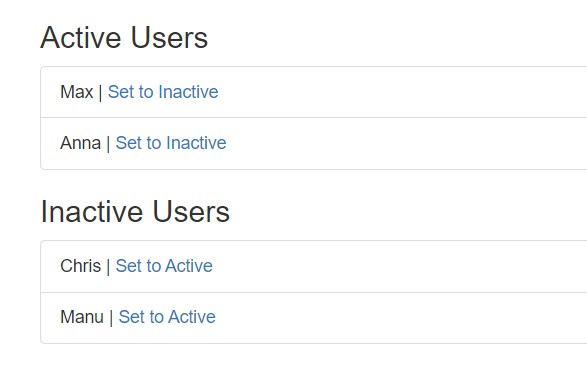 Active Users
Max | Set to Inactive
Anna | Set to Inactive
Inactive Users
Chris | Set to Active
Manu | Set to Active